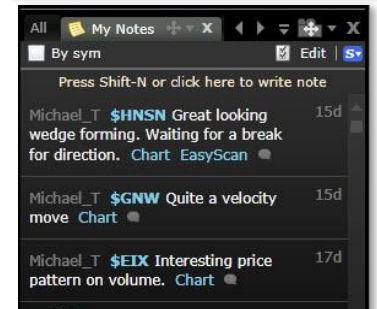 All My Notes X X
By sym Edit | S
Press Shift-N or click here to write note
Michael_T $HNSN Great looking 15d
wedge forming. Waiting for a break
for direction. Chart EasyScan
Michael_T $GNW Quite a velocity 15d
move Chart
Michael_T $EIX Interesting price 17d
pattern on volume. Chart